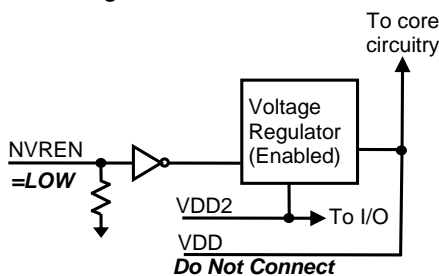 To core
circuitry
Voltage
Regulator
(Enabled)
NVREN
=LOW
VDD2
To I/O
VDD
Do Not Connect